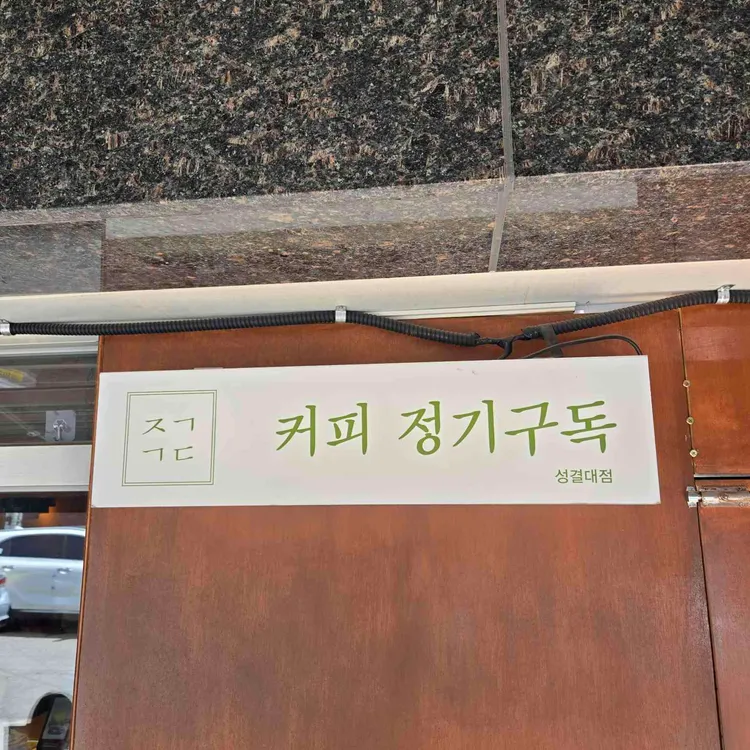 ㅈㄱ
ㄱㄷ
커피 정기구독
성결대점